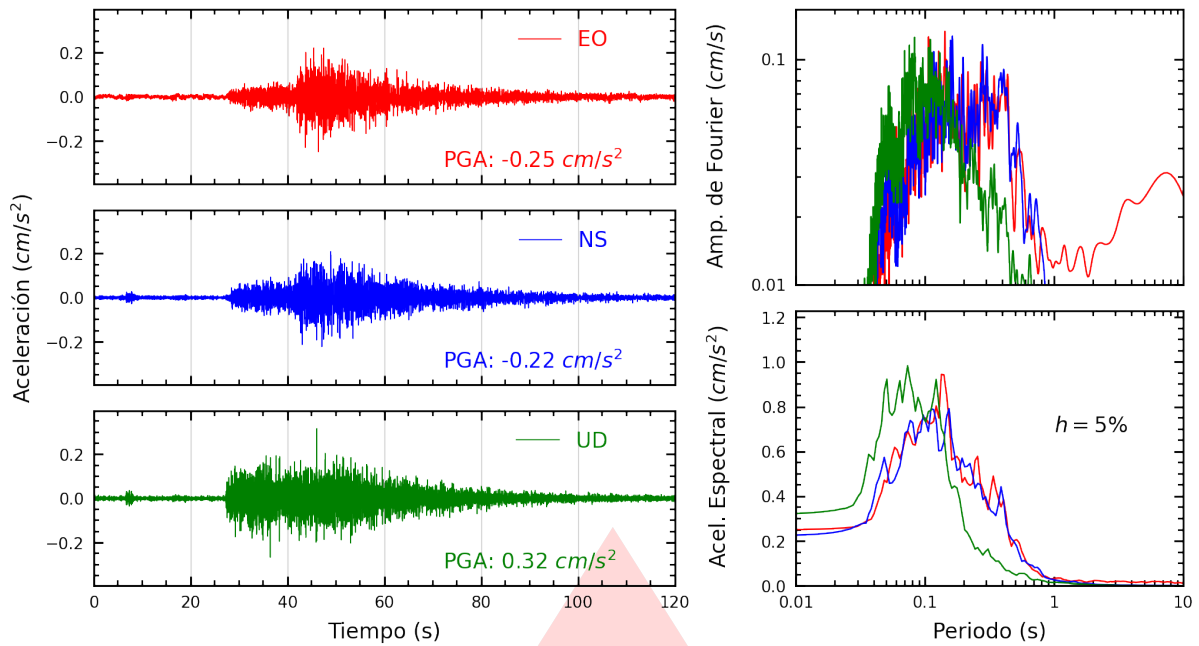 Aceleración (cm/s²)
0.2
0.0
−0.2
EO
PGA: -0.25 cm/s²
0.2
0.0
−0.2
NS
PGA: -0.22 cm/s²
0.2
0.0
−0.2
UD
PGA: 0.32 cm/s²
0 20 40 60 80 100 120
Tiempo (s)
Amp. de Fourier (cm/s)
0.1
0.01
Acel. Espectral (cm/s²)
1.2
1.0
0.8
0.6
0.4
0.2
0.0
h = 5%
0.01 0.1 1 10
Periodo (s)